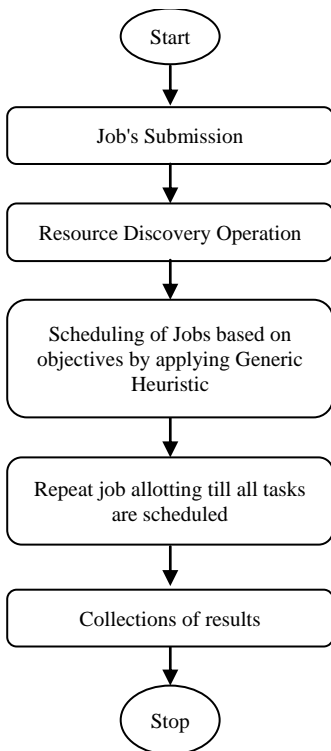 Start
Job's Submission
Resource Discovery Operation
Scheduling of Jobs based on
objectives by applying Generic
Heuristic
Repeat job allotting till all tasks
are scheduled
Collections of results
Stop